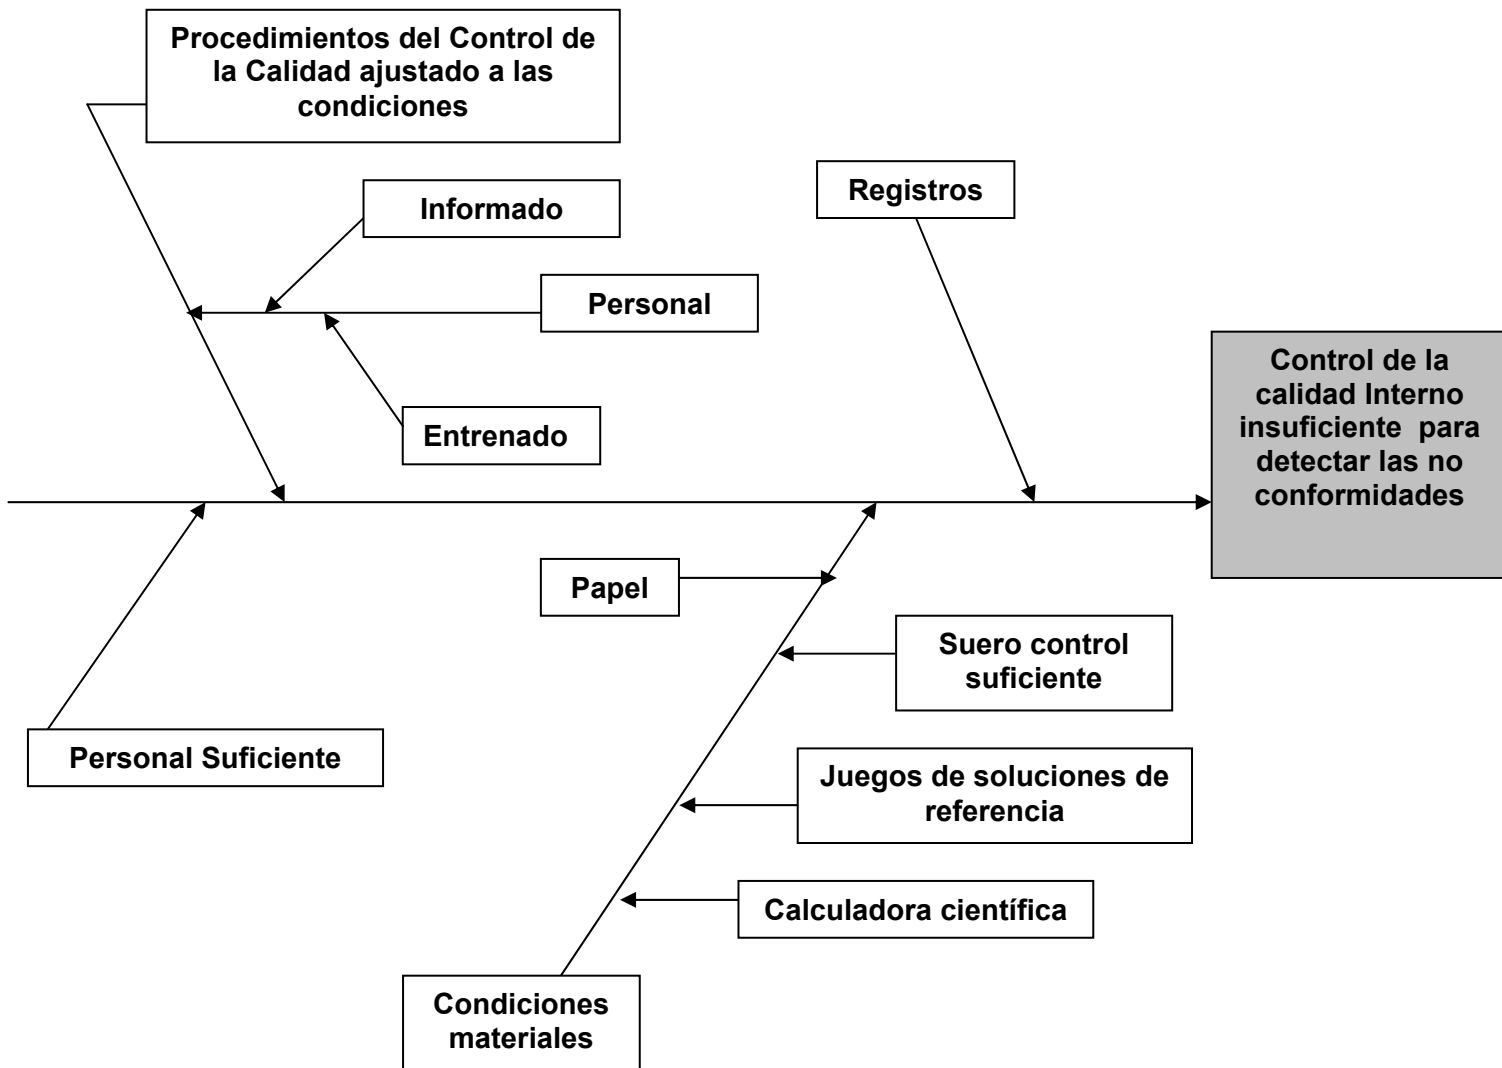 Procedimientos del Control de
la Calidad ajustado a las
condiciones
Informado
Registros
Personal
Entrenado
Control de la
calidad Interno
insuficiente para
detectar las no
conformidades
Papel
Suero control
suficiente
Personal Suficiente
Juegos de soluciones de
referencia
Calculadora científica
Condiciones
materiales